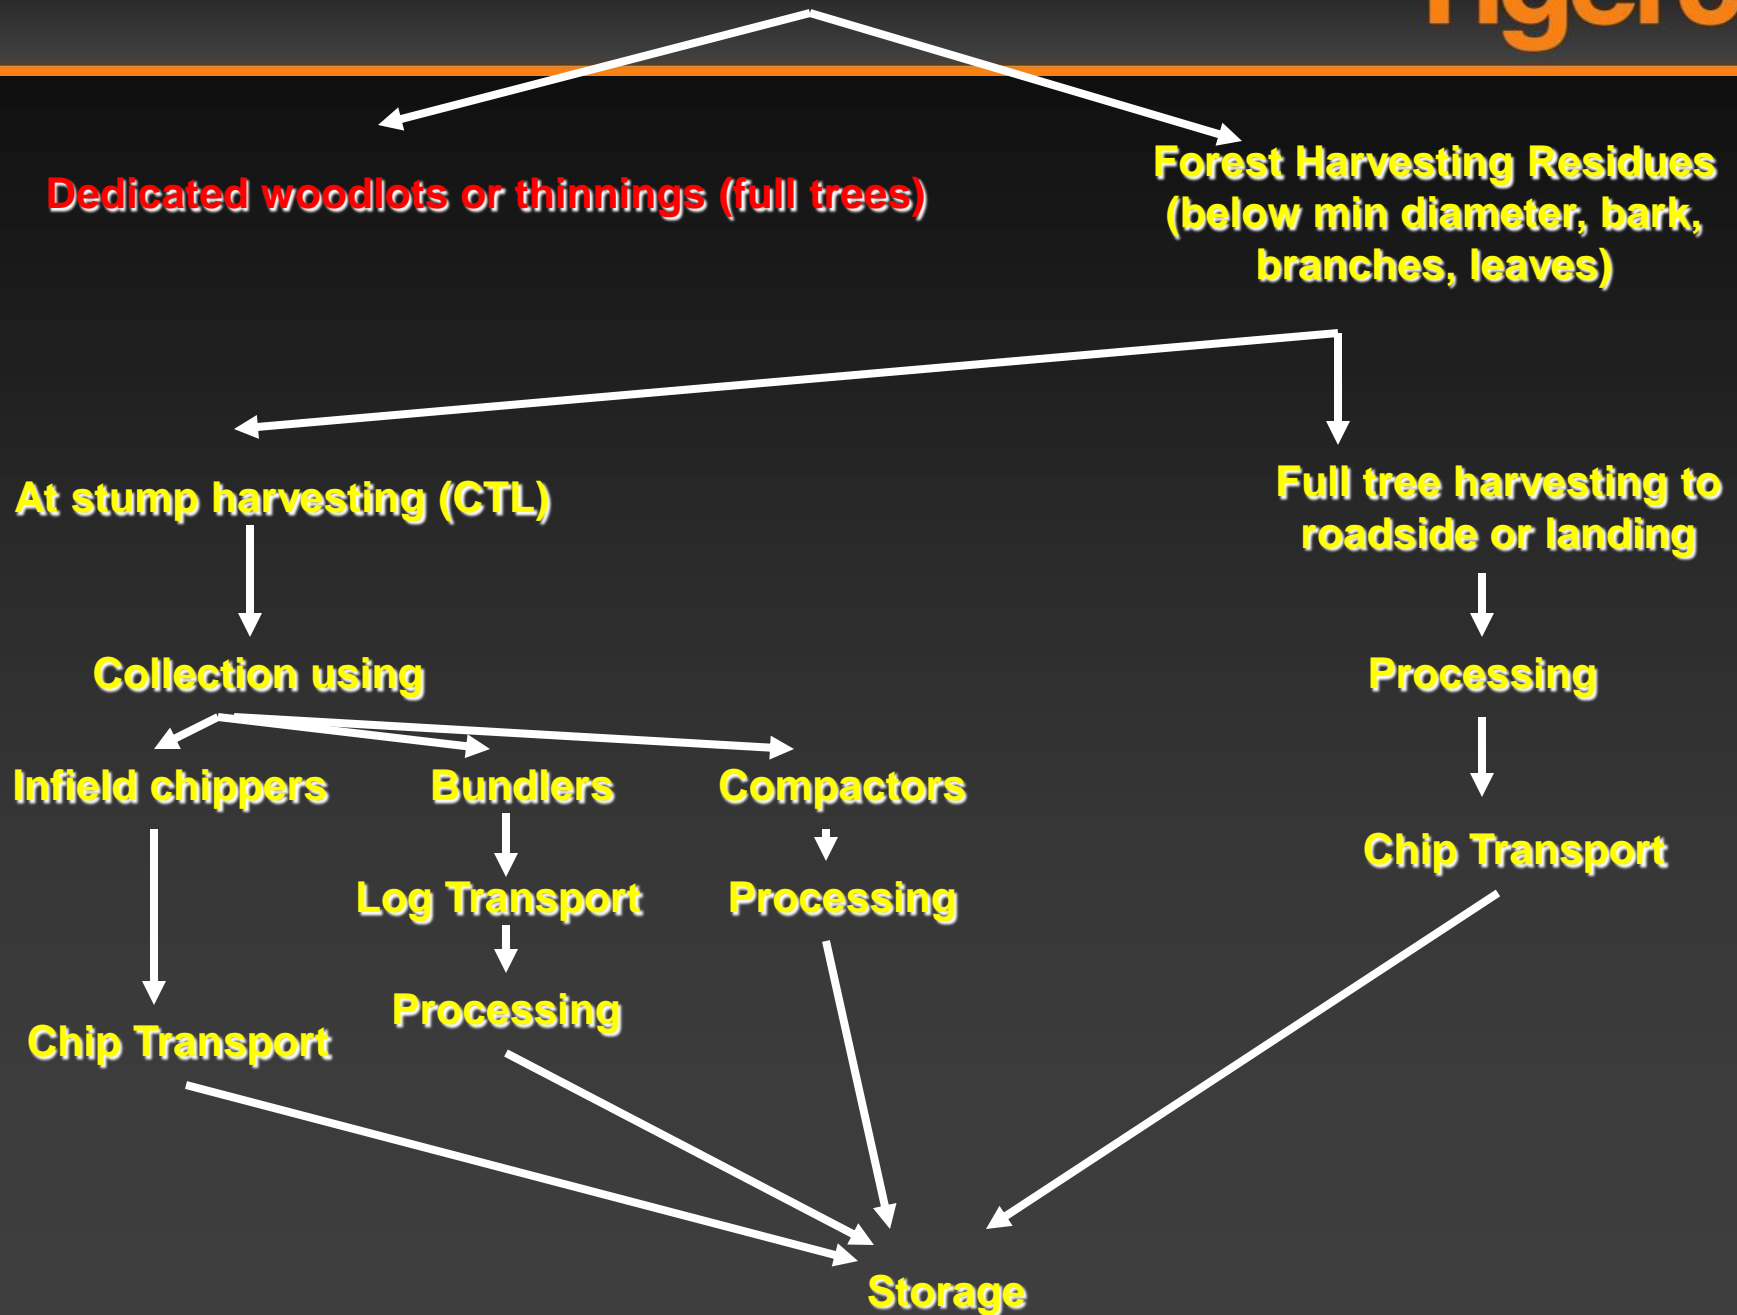 Dedicated woodlots or thinnings (full trees)
Forest Harvesting Residues
(below min diameter, bark,
branches, leaves)
At stump harvesting (CTL)
Full tree harvesting to
roadside or landing
Collection using
Processing
Infield chippers
Bundlers
Compactors
Chip Transport
Log Transport
Processing
Processing
Chip Transport
Storage